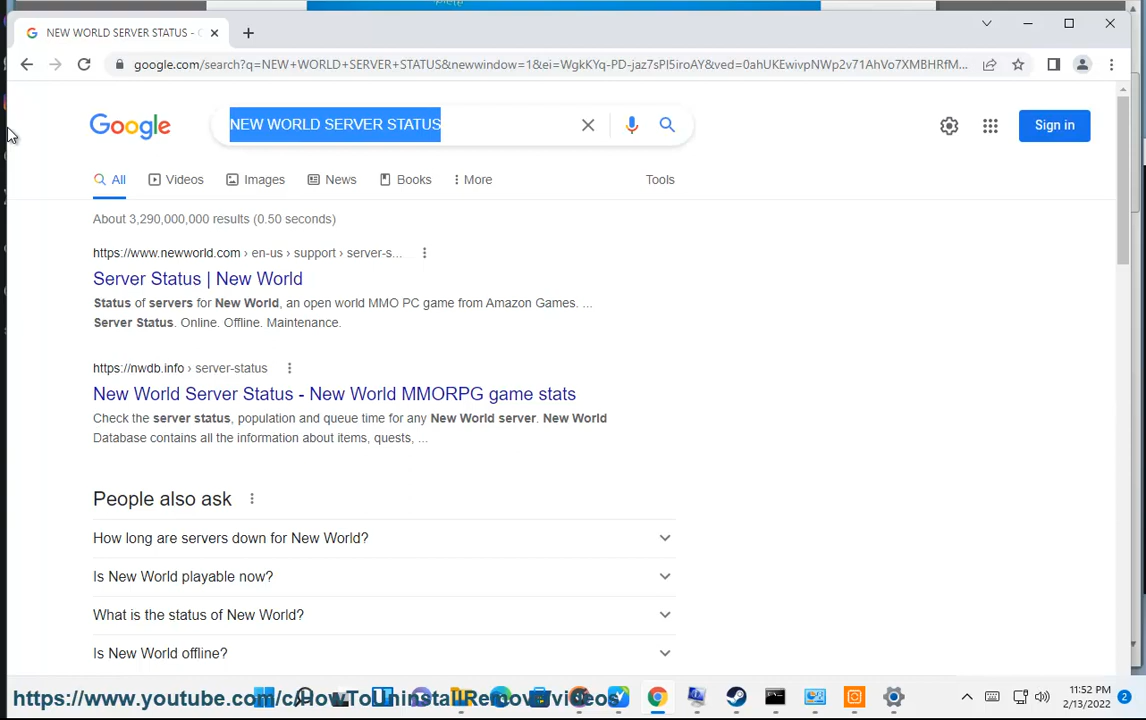 NEW WORLD SERVER STATUS - G
google.com/search?q=NEW+WORLD+SERVER+STATUS&newwindow=1&ei=WgkKYq-PD-jaz7sPl5iroAY&ved=0ahUKEwivpNWp2v71AhVo7XMBHRfM...
Google
NEW WORLD SERVER STATUS
Sign in
All
Videos
Images
News
Books
More
Tools
About 3,290,000,000 results (0.50 seconds)
https://www.newworld.com › en-us › support › server-s...
Server Status | New World
Status of servers for New World, an open world MMO PC game from Amazon Games. ...
Server Status. Online. Offline. Maintenance.
https://nwdb.info › server-status
New World Server Status - New World MMORPG game stats
Check the server status, population and queue time for any New World server. New World
Database contains all the information about items, quests, ...
People also ask
How long are servers down for New World?
Is New World playable now?
What is the status of New World?
Is New World offline?
https://www.youtube.com/c/HowToUninstallRemove/videos
11:52 PM
2/13/2022
2